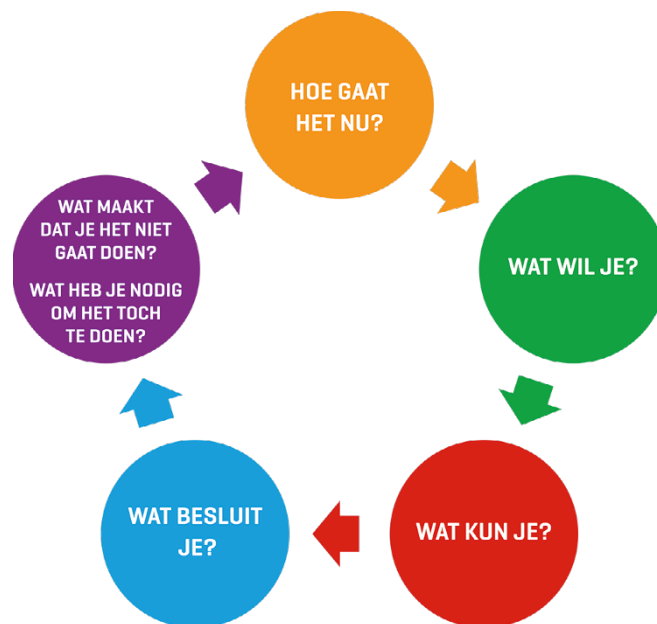 HOE GAAT
HET NU?
WAT WIL JE?
WAT KUN JE?
WAT BESLUIT
JE?
WAT MAAKT
DAT JE HET NIET
GAAT DOEN?
WAT HEB JE NODIG
OM HET TOCH
TE DOEN?